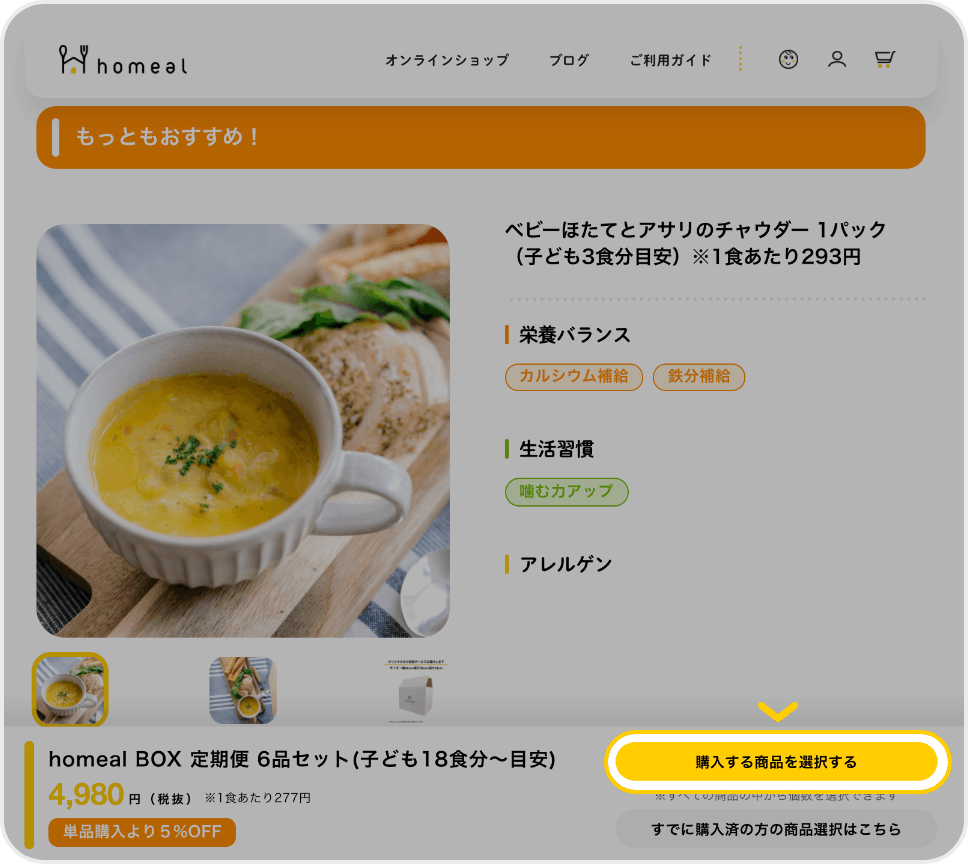 homeal
オンラインショップ
ブログ
ご利用ガイド
もっともおすすめ！
ベビーほたてとアサリのチャウダー 1パック
（子ども3食分目安）※1食あたり293円
栄養バランス
カルシウム補給
鉄分補給
生活習慣
噛む力アップ
アレルゲン
homeal BOX 定期便 6品セット(子ども18食分〜目安)
4,980円（税抜） ※1食あたり277円
単品購入より５％OFF
購入する商品を選択する
※すべての商品の中から個数を選択できます
すでに購入済の方の商品選択はこちら